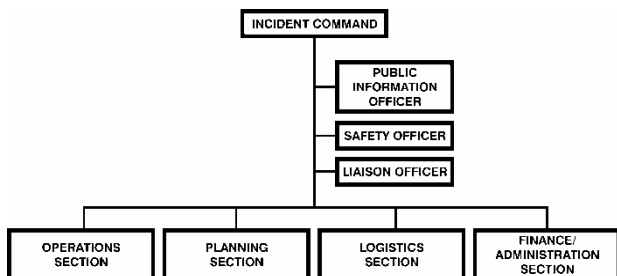 INCIDENT COMMAND
PUBLIC
INFORMATION
OFFICER
SAFETY OFFICER
LIAISON OFFICER
OPERATIONS
SECTION
PLANNING
SECTION
LOGISTICS
SECTION
FINANCE/
ADMINISTRATION
SECTION